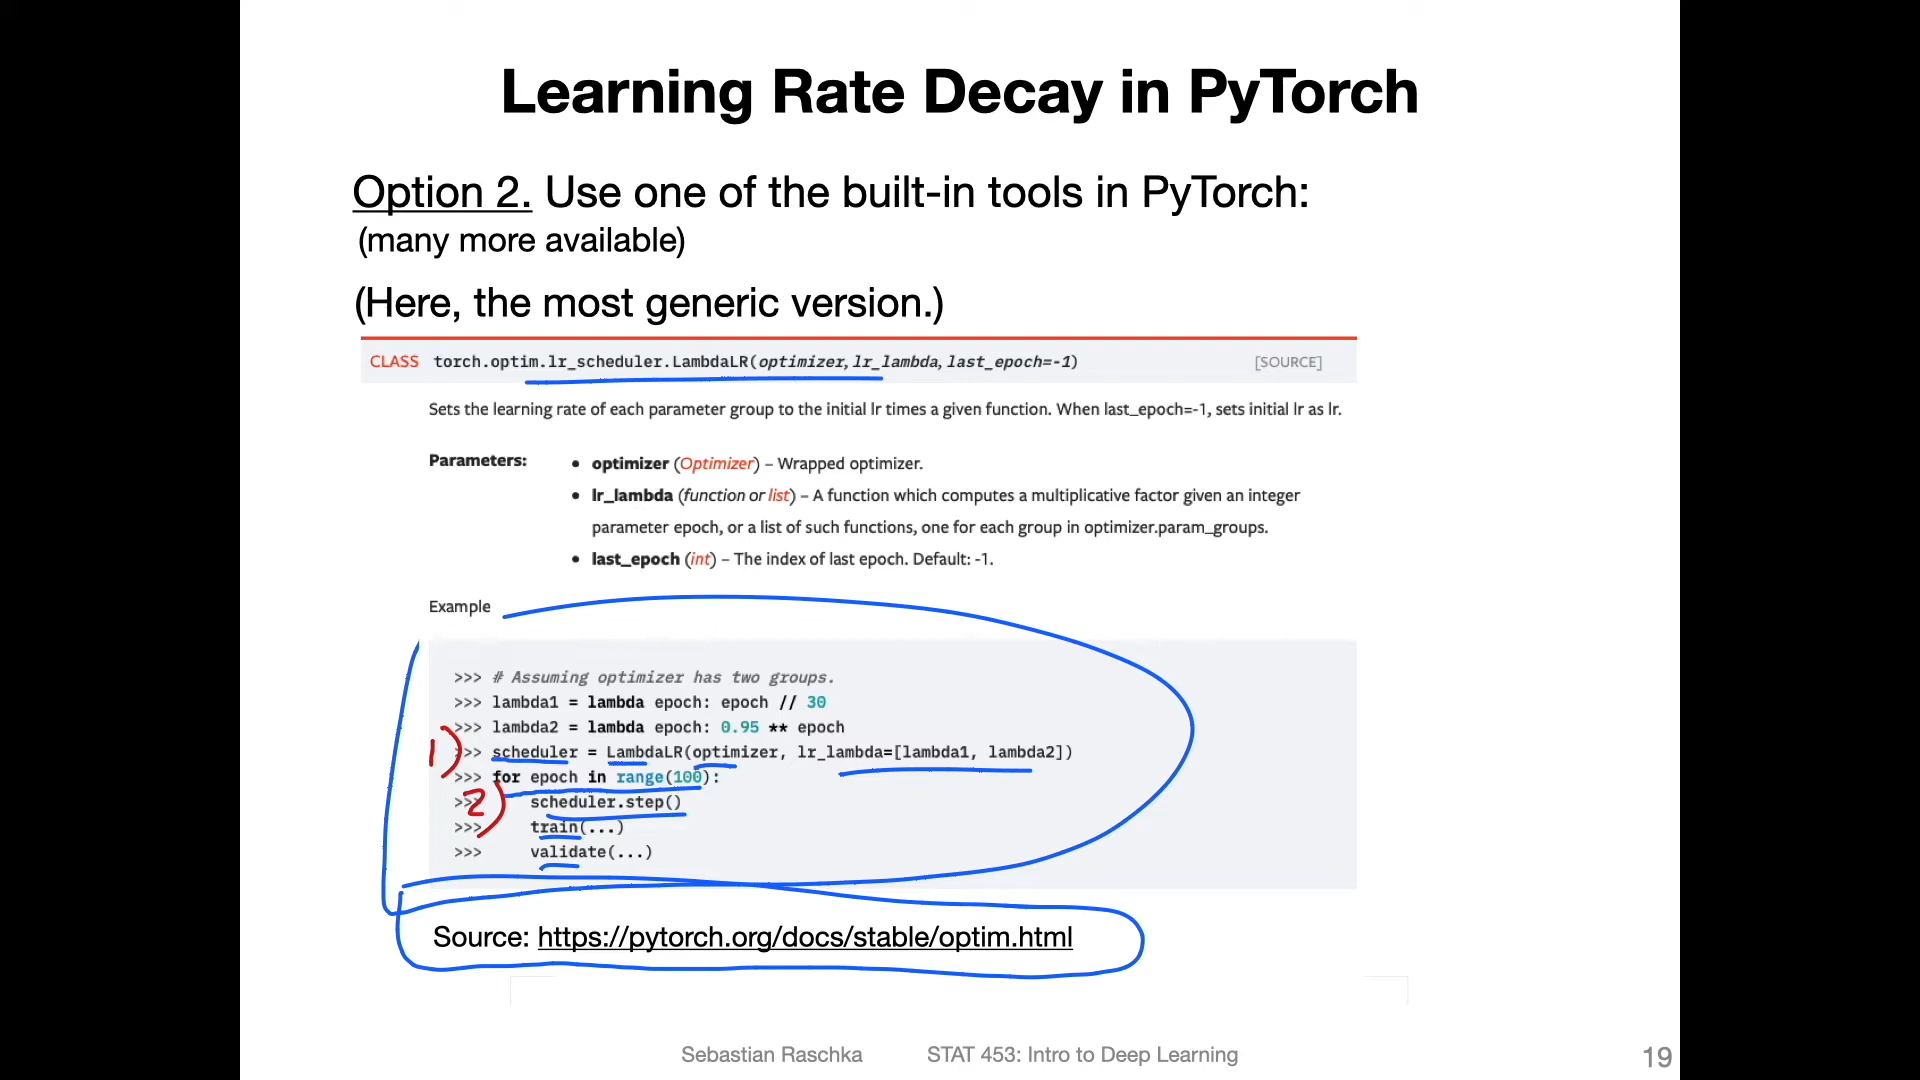 Learning Rate Decay in PyTorch
Option 2. Use one of the built-in tools in PyTorch:
(many more available)
(Here, the most generic version.)
CLASS torch.optim.lr_scheduler.LambdaLR(optimizer, lr_lambda, last_epoch=-1) [SOURCE]
Sets the learning rate of each parameter group to the initial lr times a given function. When last_epoch=-1, sets initial lr as lr.
Parameters:
• optimizer (Optimizer) – Wrapped optimizer.
• lr_lambda (function or list) – A function which computes a multiplicative factor given an integer
parameter epoch, or a list of such functions, one for each group in optimizer.param_groups.
• last_epoch (int) – The index of last epoch. Default: -1.
Example
>>> # Assuming optimizer has two groups.
>>> lambda1 = lambda epoch: epoch // 30
>>> lambda2 = lambda epoch: 0.95 ** epoch
1) >>> scheduler = LambdaLR(optimizer, lr_lambda=[lambda1, lambda2])
>>> for epoch in range(100):
2) >>> scheduler.step()
>>> train(...)
>>> validate(...)
Source: https://pytorch.org/docs/stable/optim.html
Sebastian Raschka STAT 453: Intro to Deep Learning 19